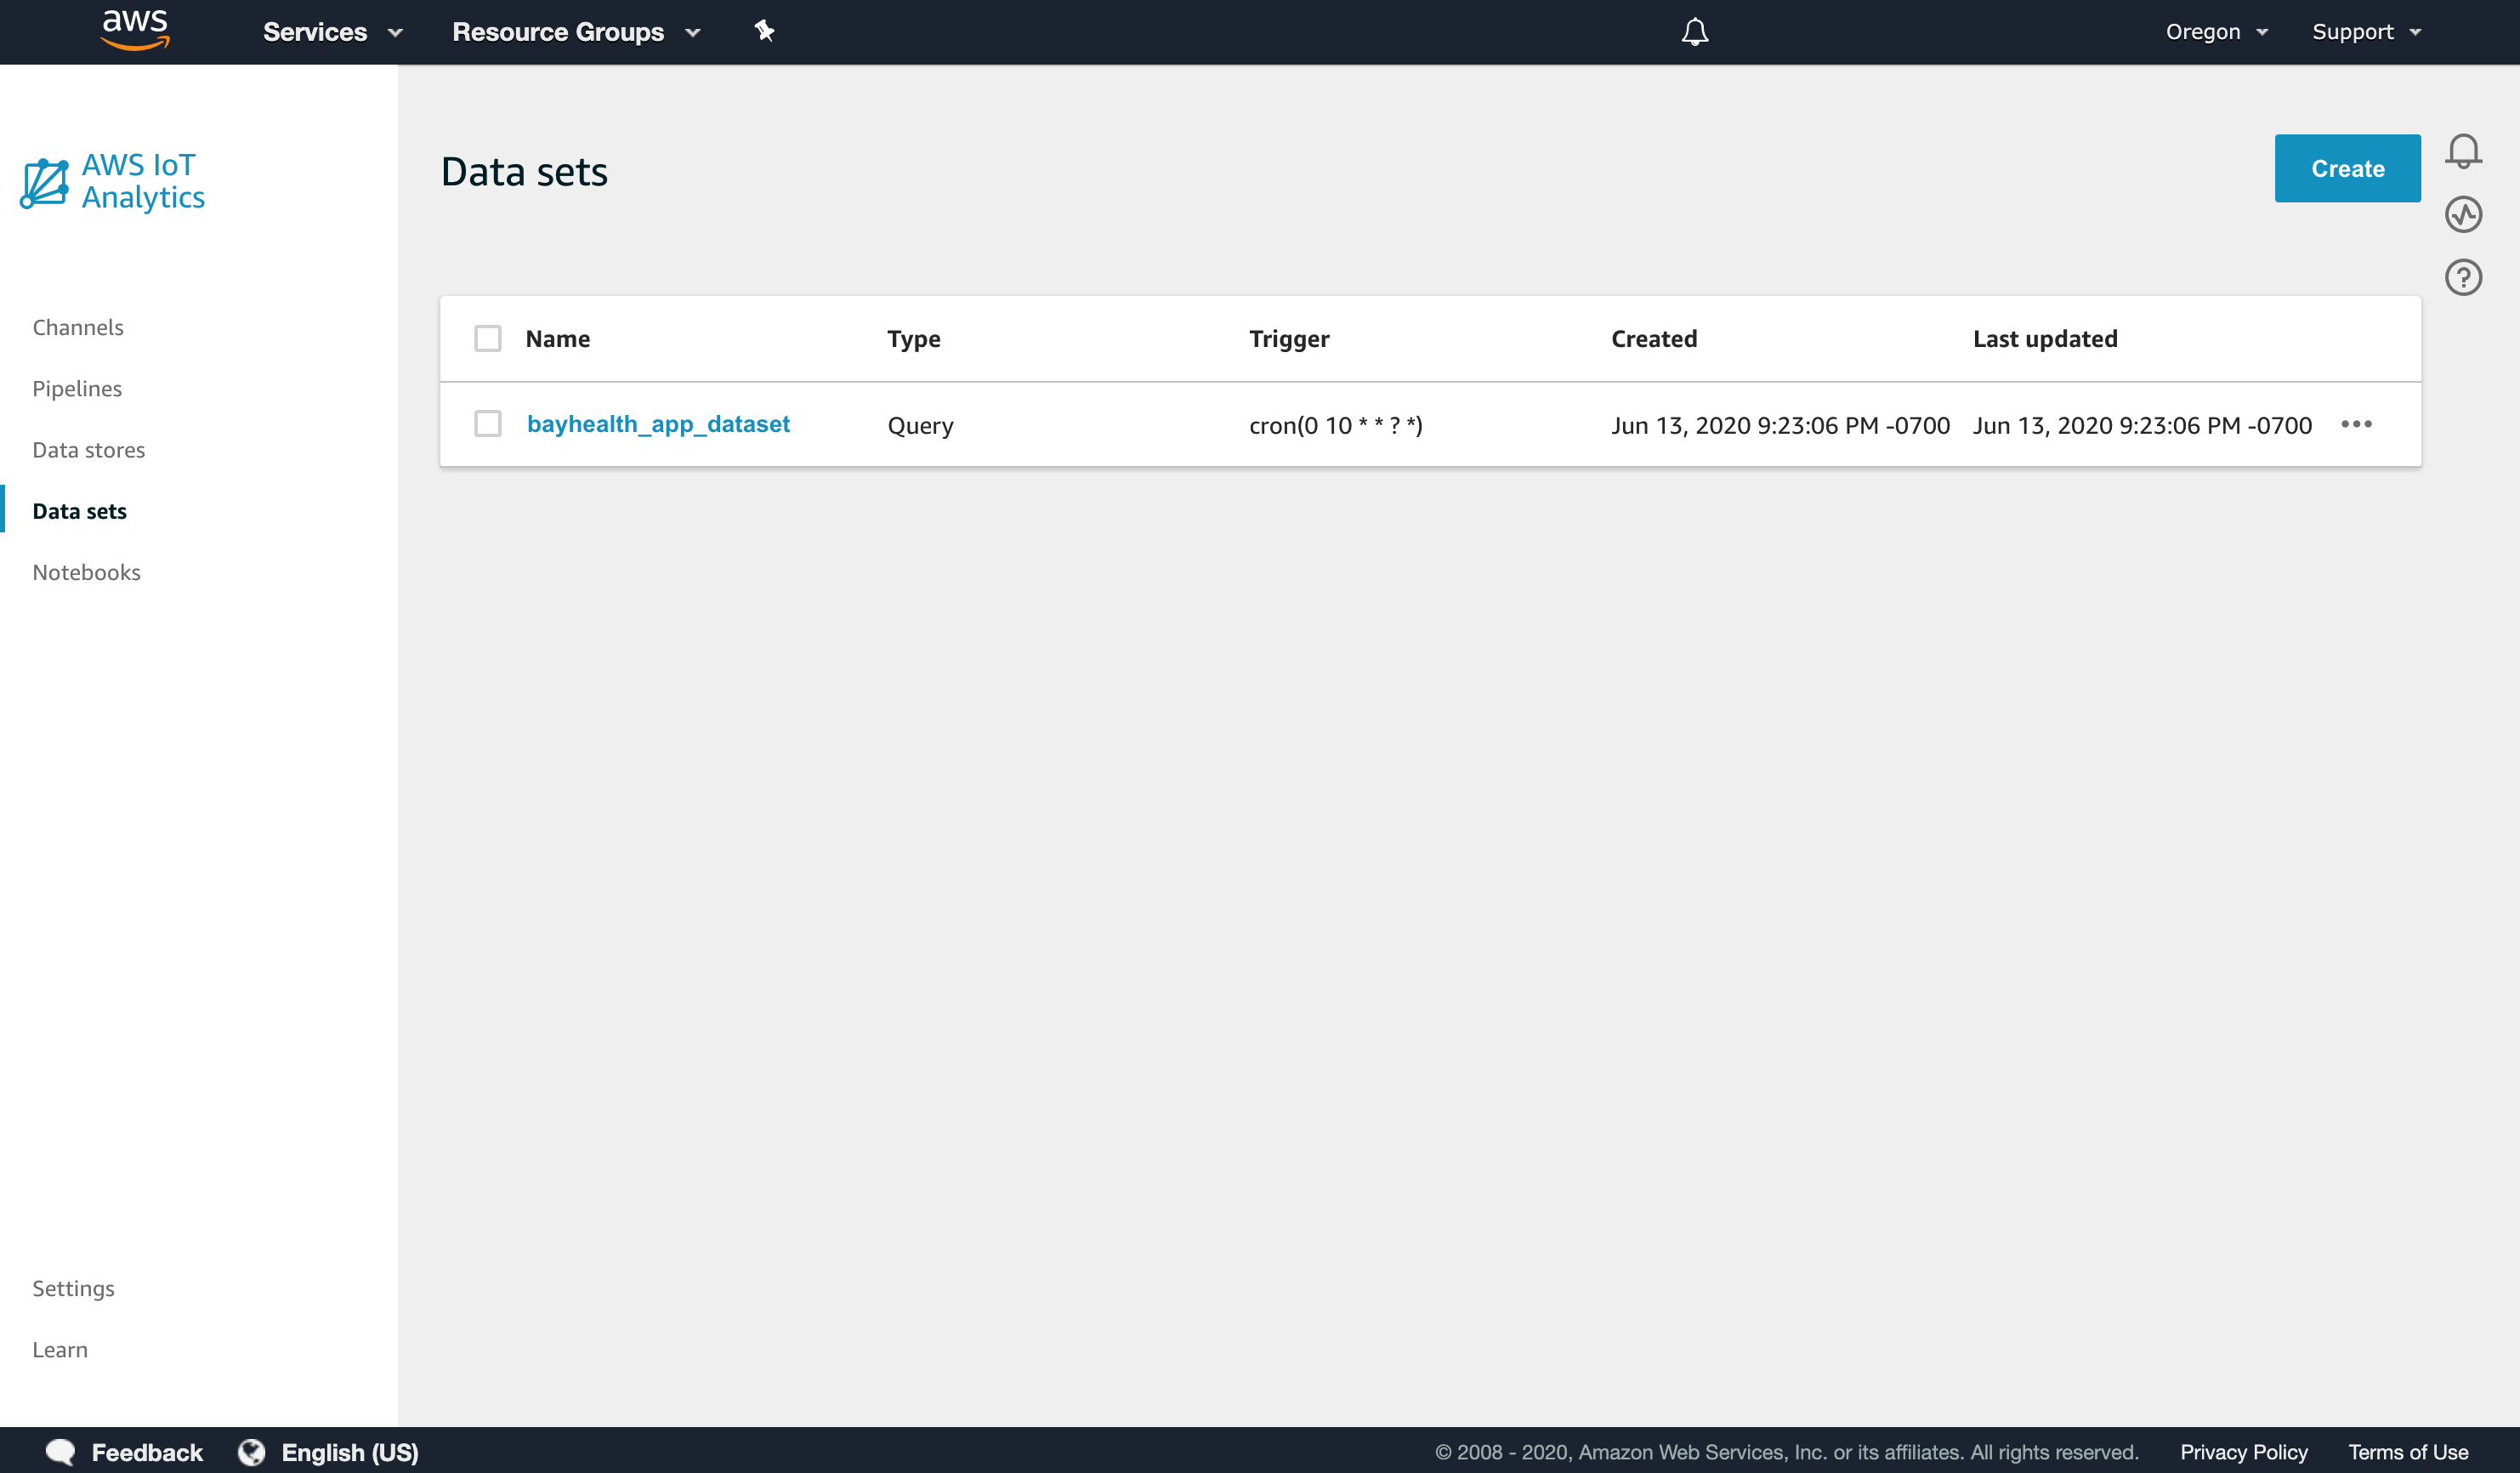 aws
Services
Resource Groups
Oregon
Support
AWS IoT
Analytics
Channels
Pipelines
Data stores
Data sets
Notebooks
Settings
Learn
Data sets
Create
Name Type Trigger Created Last updated
bayhealth_app_dataset Query cron(0 10 * * ? *) Jun 13, 2020 9:23:06 PM -0700 Jun 13, 2020 9:23:06 PM -0700
Feedback English (US) © 2008 - 2020, Amazon Web Services, Inc. or its affiliates. All rights reserved. Privacy Policy Terms of Use